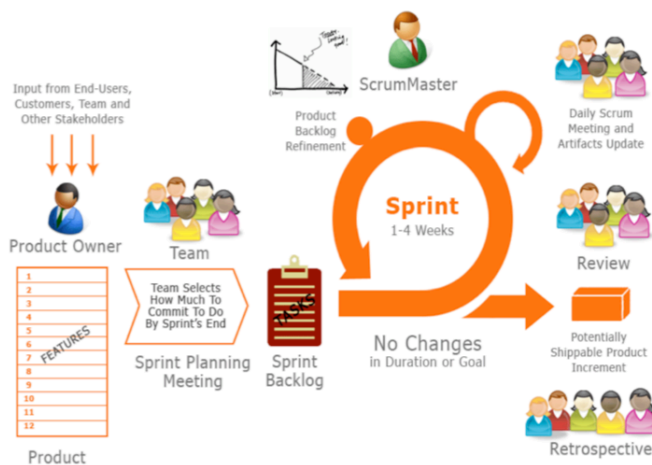 Input from End-Users,
Customers, Team and
Other Stakeholders
Product Owner
1
2
3
4
5
6
7
8
9
10
11
12
FEATURES
Product
Team
Team Selects
How Much To
Commit To Do
By Sprint's End
Sprint Planning
Meeting
TASKS
Sprint
Backlog
ScrumMaster
Product
Backlog
Refinement
Sprint
1-4 Weeks
No Changes
in Duration or Goal
Daily Scrum
Meeting and
Artifacts Update
Review
Potentially
Shippable Product
Increment
Retrospective